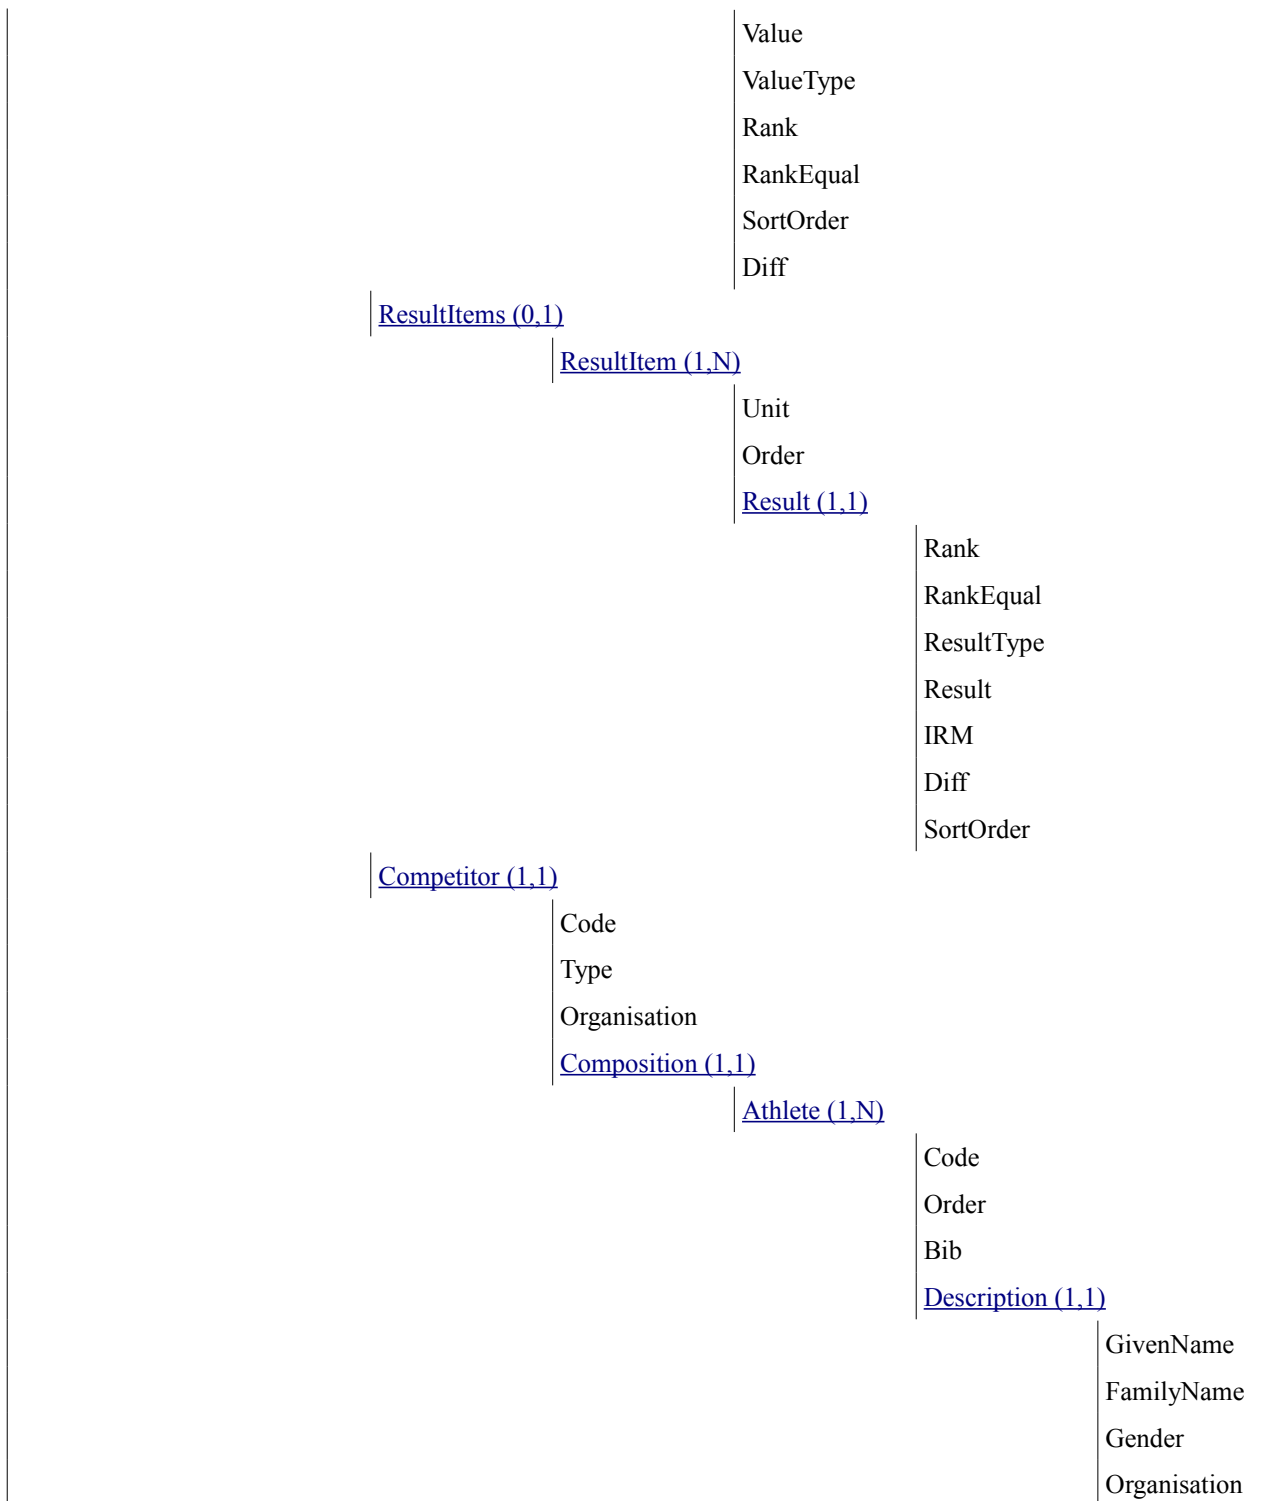 Value
ValueType
Rank
RankEqual
SortOrder
Diff
ResultItems (0,1)
ResultItem (1,N)
Unit
Order
Result (1,1)
Rank
RankEqual
ResultType
Result
IRM
Diff
SortOrder
Competitor (1,1)
Code
Type
Organisation
Composition (1,1)
Athlete (1,N)
Code
Order
Bib
Description (1,1)
GivenName
FamilyName
Gender
Organisation